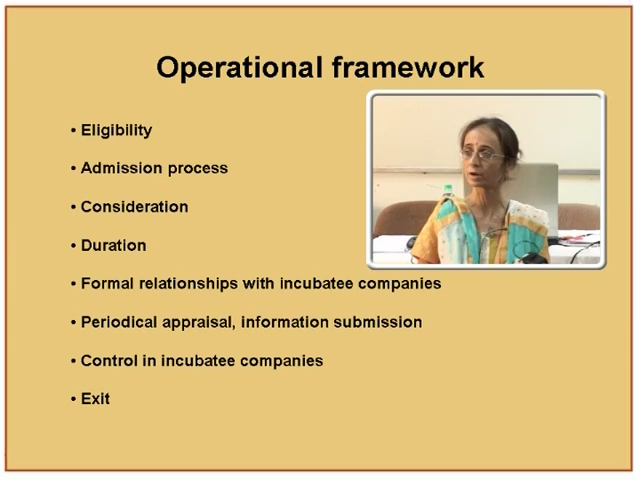 Operational framework
• Eligibility
• Admission process
• Consideration
• Duration
• Formal relationships with incubatee companies
• Periodical appraisal, information submission
• Control in incubatee companies
• Exit